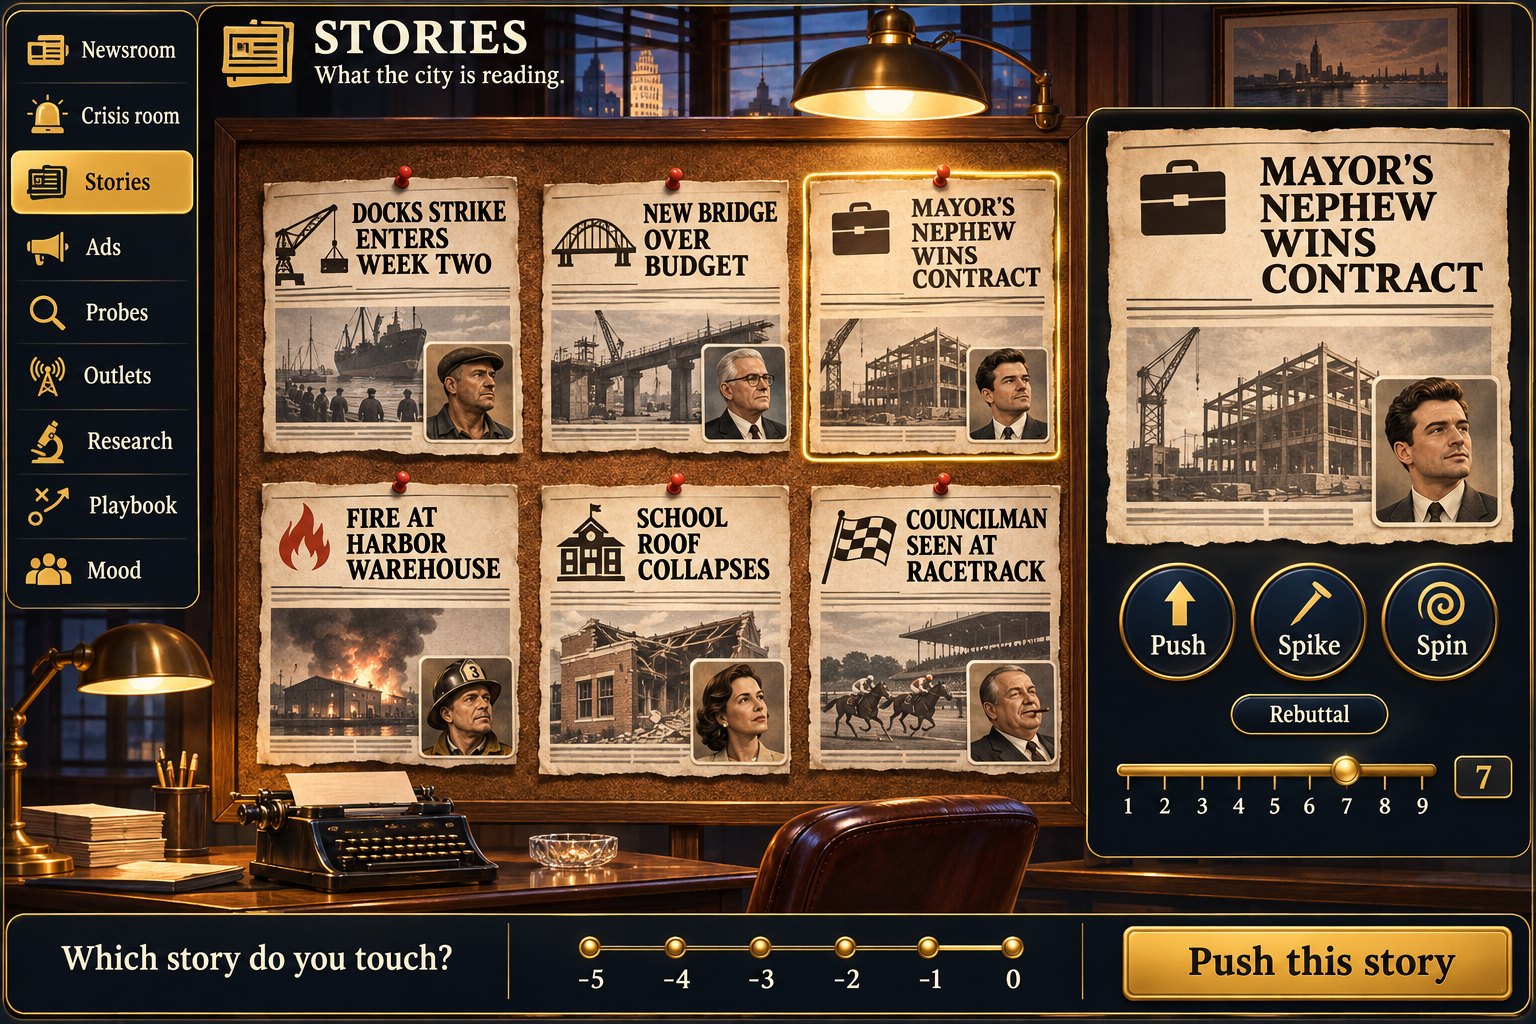 Newsroom
Crisis room
Stories
Ads
Probes
Outlets
Research
Playbook
Mood
STORIES
What the city is reading.
DOCKS STRIKE
ENTERS
WEEK TWO
NEW BRIDGE
OVER
BUDGET
MAYOR'S
NEPHEW
WINS
CONTRACT
FIRE AT
HARBOR
WAREHOUSE
3
SCHOOL
ROOF
COLLAPSES
COUNCILMAN
SEEN AT
RACETRACK
MAYOR'S
NEPHEW
WINS
CONTRACT
Push
Spike
Spin
Rebuttal
1 2 3 4 5 6 7 8 9
7
Which story do you touch?
-5 -4 -3 -2 -1 0
Push this story